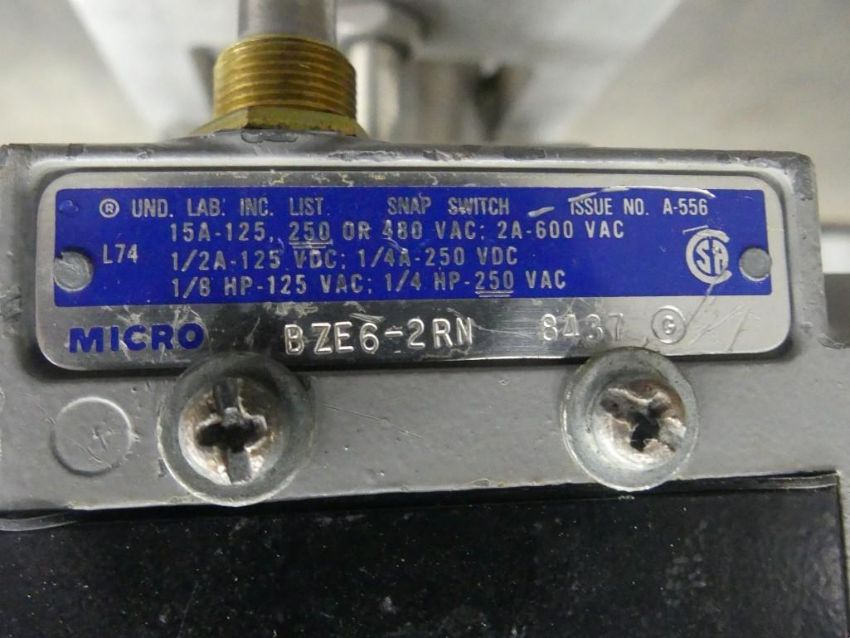 ® UND. LAB. INC. LIST. SNAP SWITCH ISSUE NO. A-556
15A-125, 250 OR 480 VAC; 2A-600 VAC
L74
1/2A-125 VDC; 1/4A-250 VDC
1/8 HP-125 VAC; 1/4 HP-250 VAC
SA
MICRO BZE6-2RN 8437 G